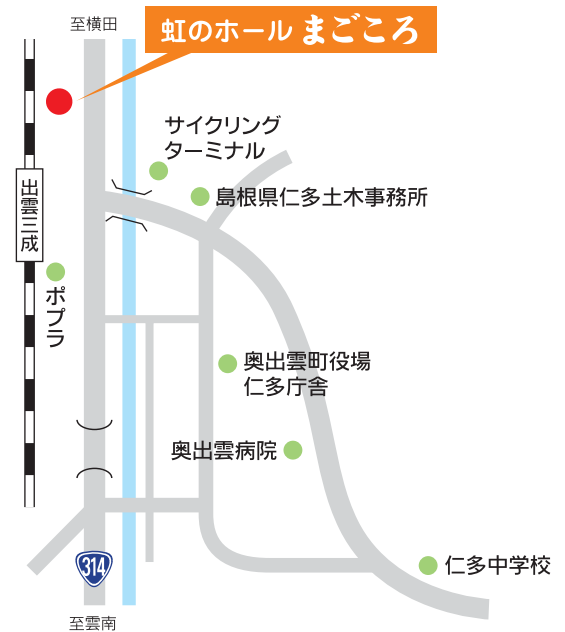 至横田
虹のホール まごころ
サイクリング
ターミナル
島根県仁多土木事務所
出雲三成
ポプラ
奥出雲町役場
仁多庁舎
奥出雲病院
314
仁多中学校
至雲南